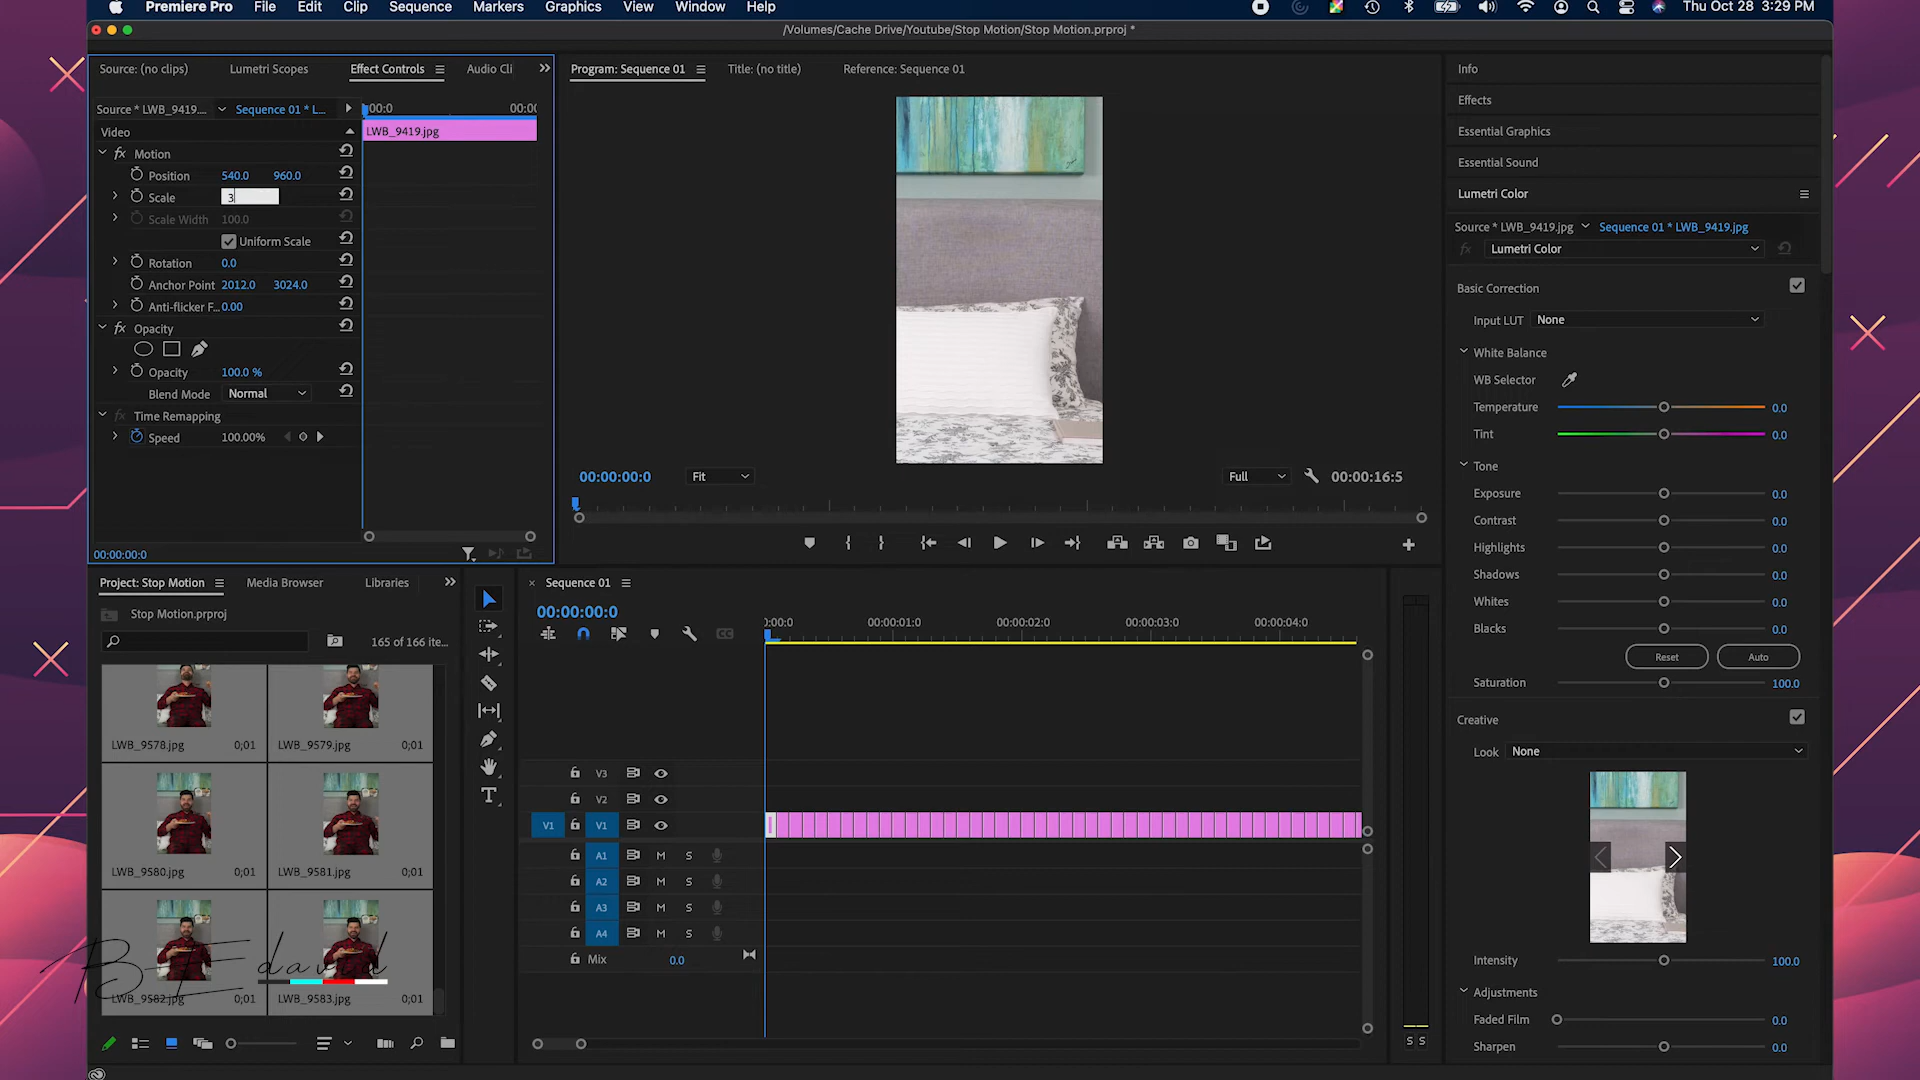 Premiere Pro File Edit Clip Sequence Markers Graphics View Window Help Thu Oct 28 3:29 PM
/Volumes/Cache Drive/Youtube/Stop Motion/Stop Motion.prproj *
Source: (no clips) Lumetri Scopes Effect Controls Audio Cli
Source * LWB_9419.... Sequence 01 * L... :00:0 00:0(
Video LWB_9419.jpg
Motion
Position 540.0 960.0
Scale 3
Scale Width 100.0
Uniform Scale
Rotation 0.0
Anchor Point 2012.0 3024.0
Anti-flicker F... 0.00
Opacity
Opacity 100.0 %
Blend Mode Normal
Time Remapping
Speed 100.00%
00:00:00:0
Program: Sequence 01 Title: (no title) Reference: Sequence 01
00:00:00:0 Fit Full 00:00:16:5
Info
Effects
Essential Graphics
Essential Sound
Lumetri Color
Source * LWB_9419.jpg Sequence 01 * LWB_9419.jpg
fx Lumetri Color
Basic Correction
Input LUT None
White Balance
WB Selector
Temperature 0.0
Tint 0.0
Tone
Exposure 0.0
Contrast 0.0
Highlights 0.0
Shadows 0.0
Whites 0.0
Blacks 0.0
Reset Auto
Saturation 100.0
Creative
Look None
Intensity 100.0
Adjustments
Faded Film 0.0
Sharpen 0.0
Project: Stop Motion Media Browser Libraries
Stop Motion.prproj
165 of 166 ite...
LWB_9578.jpg 0;01 LWB_9579.jpg 0;01
LWB_9580.jpg 0;01 LWB_9581.jpg 0;01
LWB_9582.jpg 0;01 LWB_9583.jpg 0;01
B-E david
Sequence 01
00:00:00:0
:00:0 00:00:01:0 00:00:02:0 00:00:03:0 00:00:04:0
V3
V2
V1 V1
A1 M S
A2 M S
A3 M S
A4 M S
Mix 0.0
S S